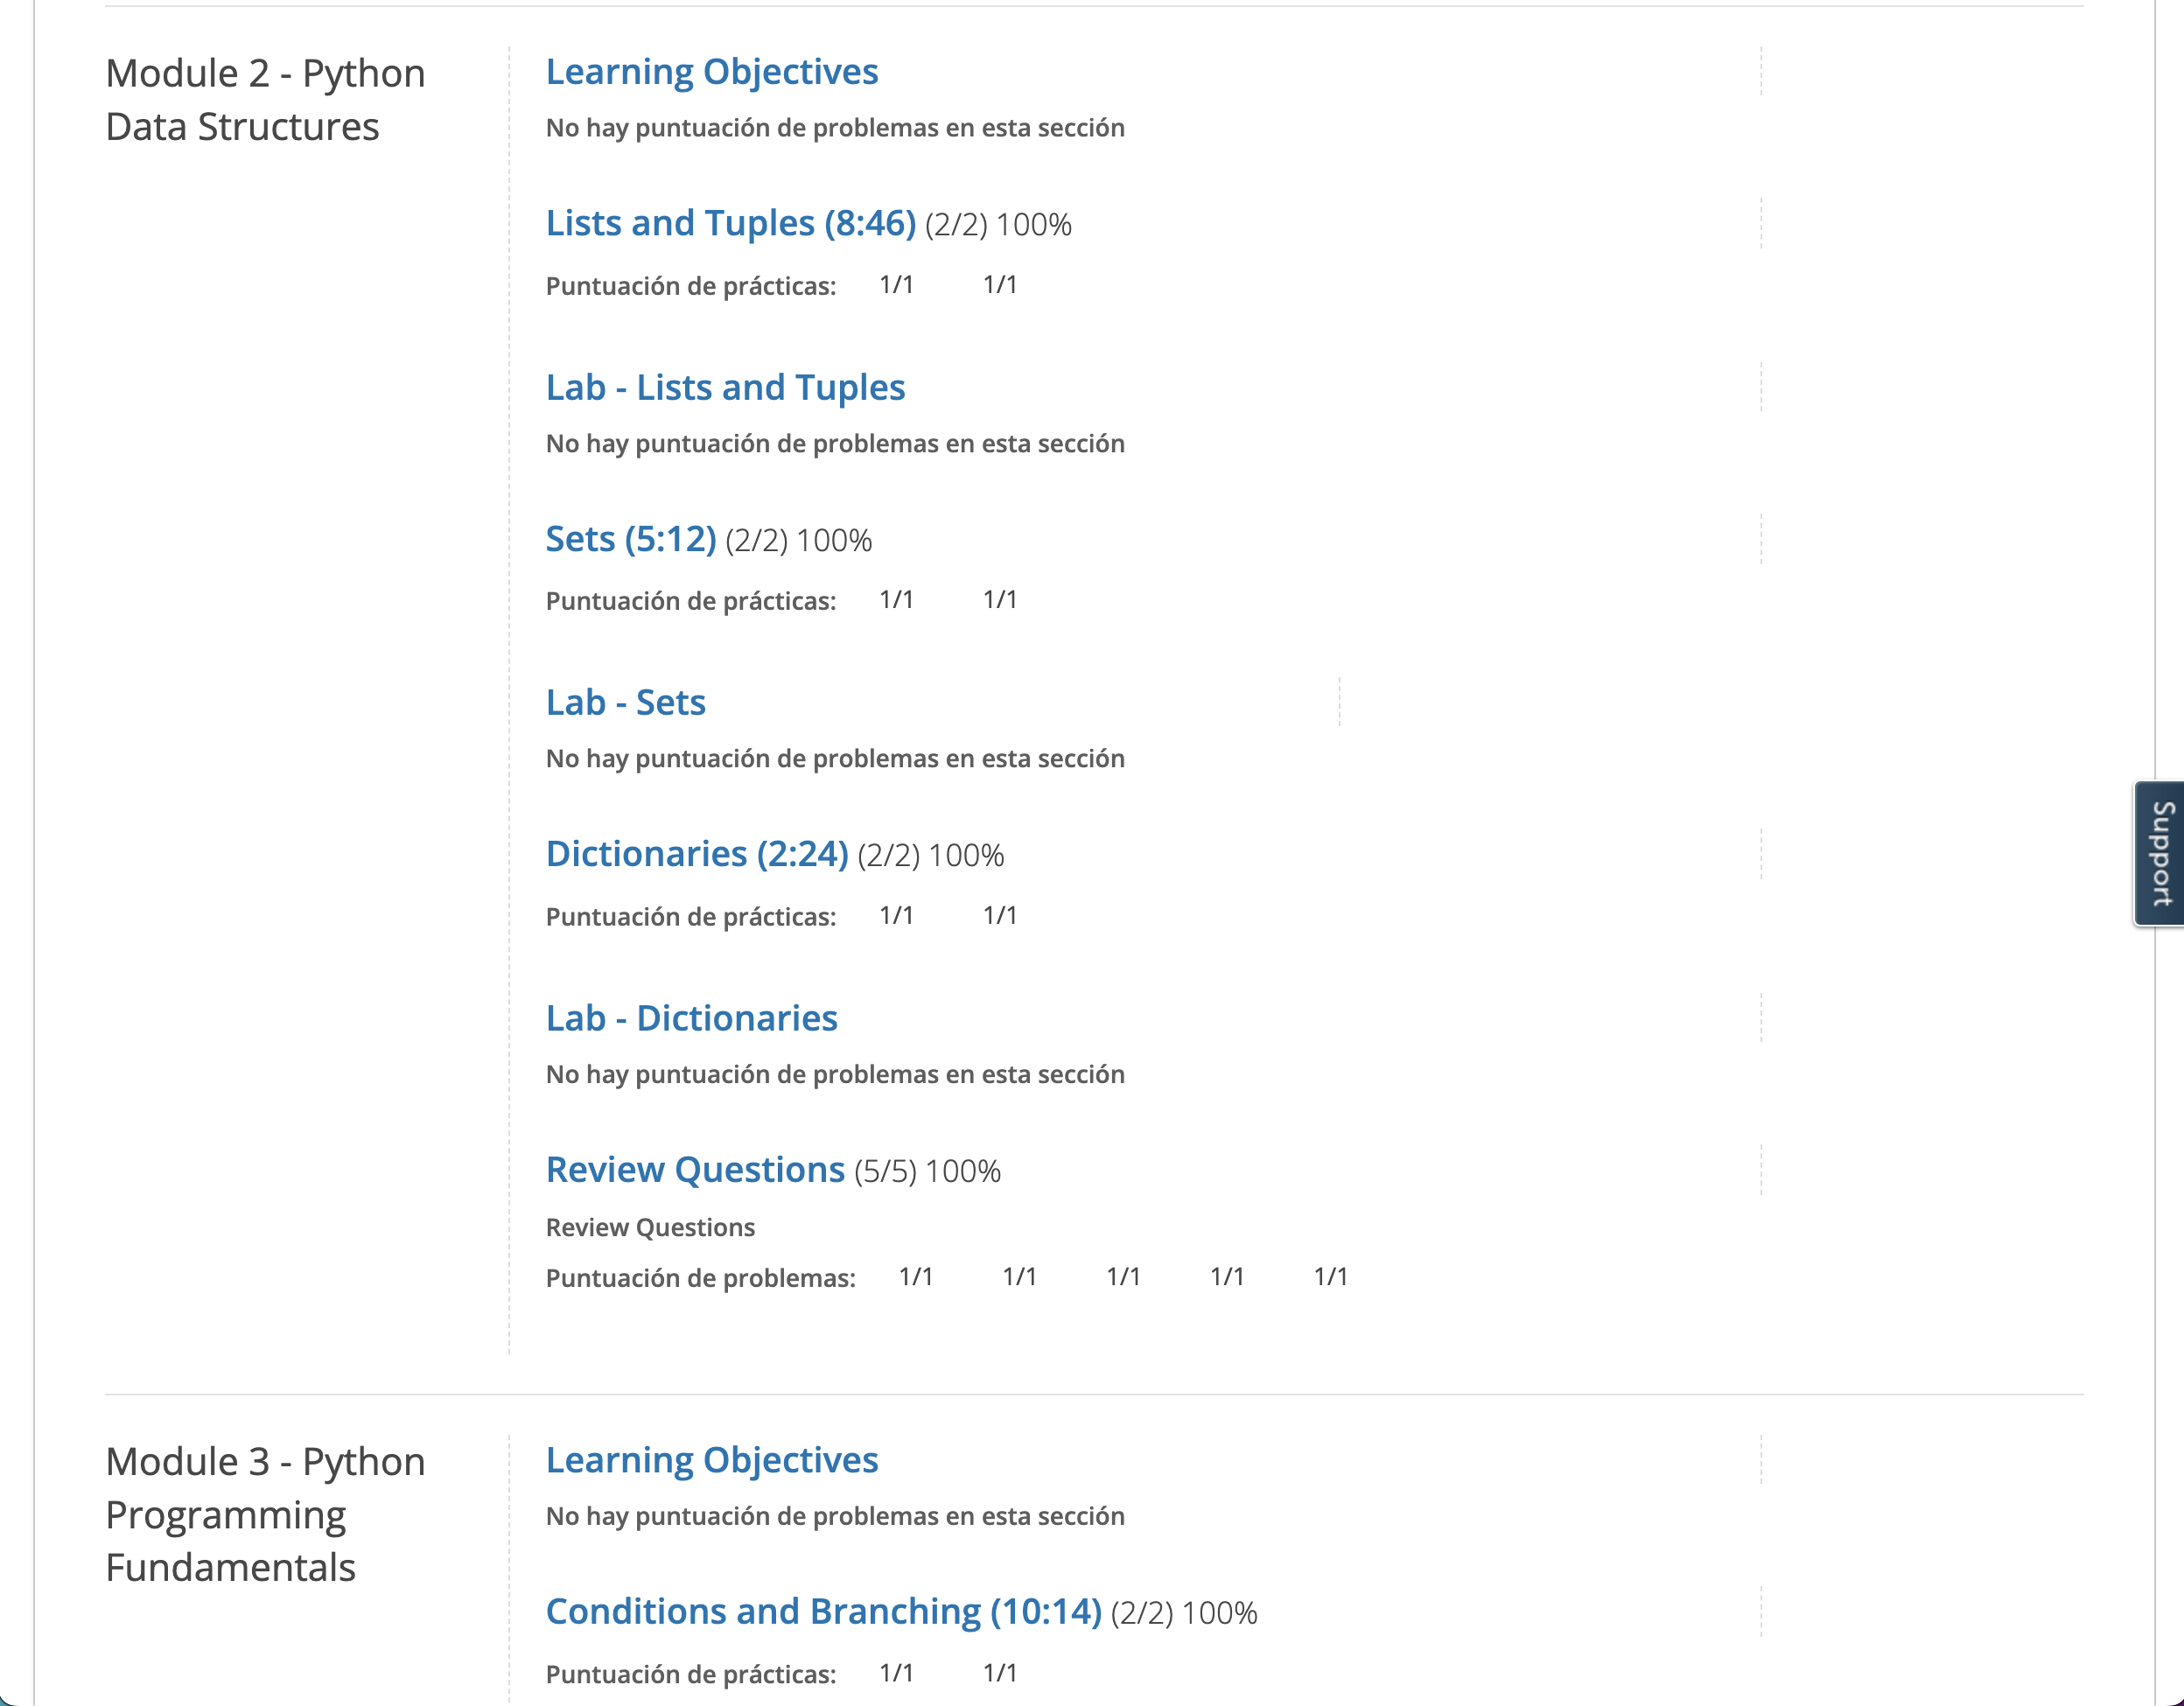 Module 2 - Python
Data Structures
Learning Objectives
No hay puntuación de problemas en esta sección
Lists and Tuples (8:46) (2/2) 100%
Puntuación de prácticas: 1/1 1/1
Lab - Lists and Tuples
No hay puntuación de problemas en esta sección
Sets (5:12) (2/2) 100%
Puntuación de prácticas: 1/1 1/1
Lab - Sets
No hay puntuación de problemas en esta sección
Dictionaries (2:24) (2/2) 100%
Puntuación de prácticas: 1/1 1/1
Lab - Dictionaries
No hay puntuación de problemas en esta sección
Review Questions (5/5) 100%
Review Questions
Puntuación de problemas: 1/1 1/1 1/1 1/1 1/1
Module 3 - Python
Programming
Fundamentals
Learning Objectives
No hay puntuación de problemas en esta sección
Conditions and Branching (10:14) (2/2) 100%
Puntuación de prácticas: 1/1 1/1
Support